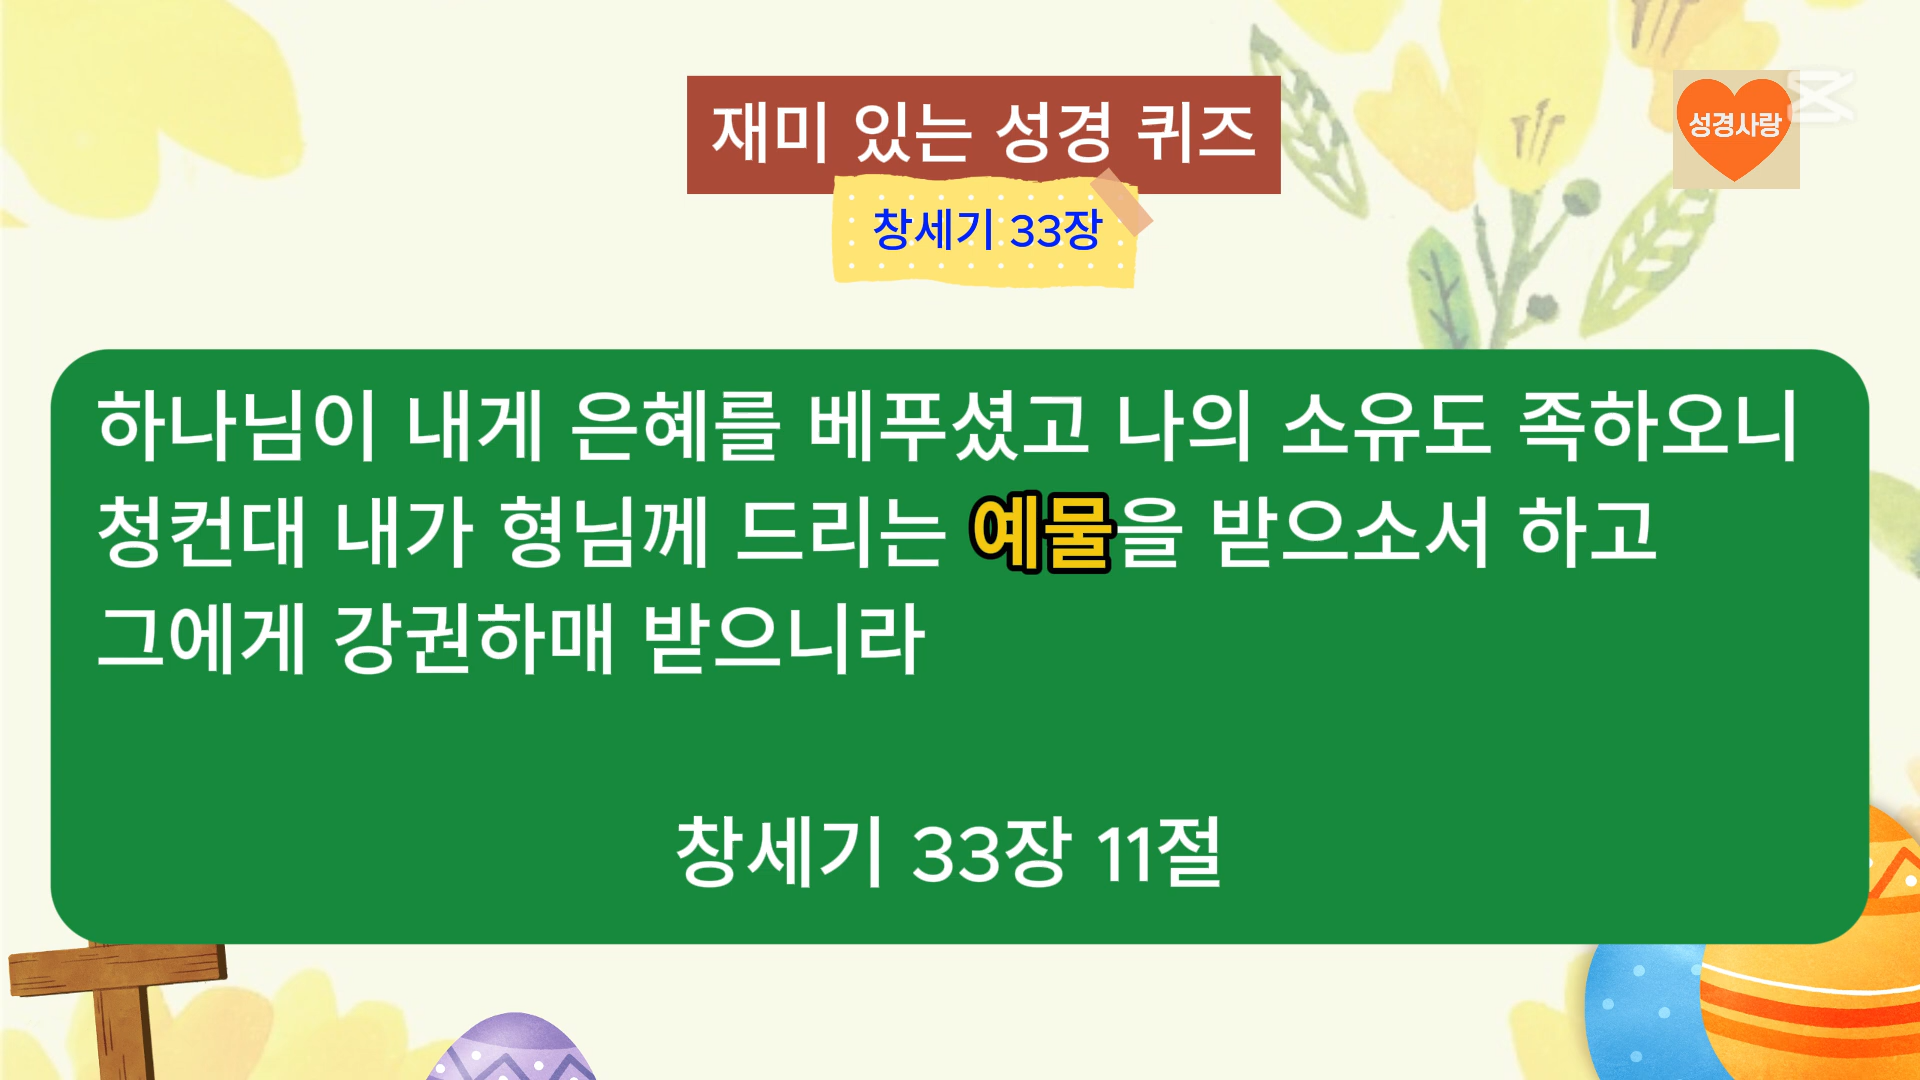 재미 있는 성경 퀴즈
성경사랑
창세기 33장
하나님이 내게 은혜를 베푸셨고 나의 소유도 족하오니
청컨대 내가 형님께 드리는 예물을 받으소서 하고
그에게 강권하매 받으니라
창세기 33장 11절